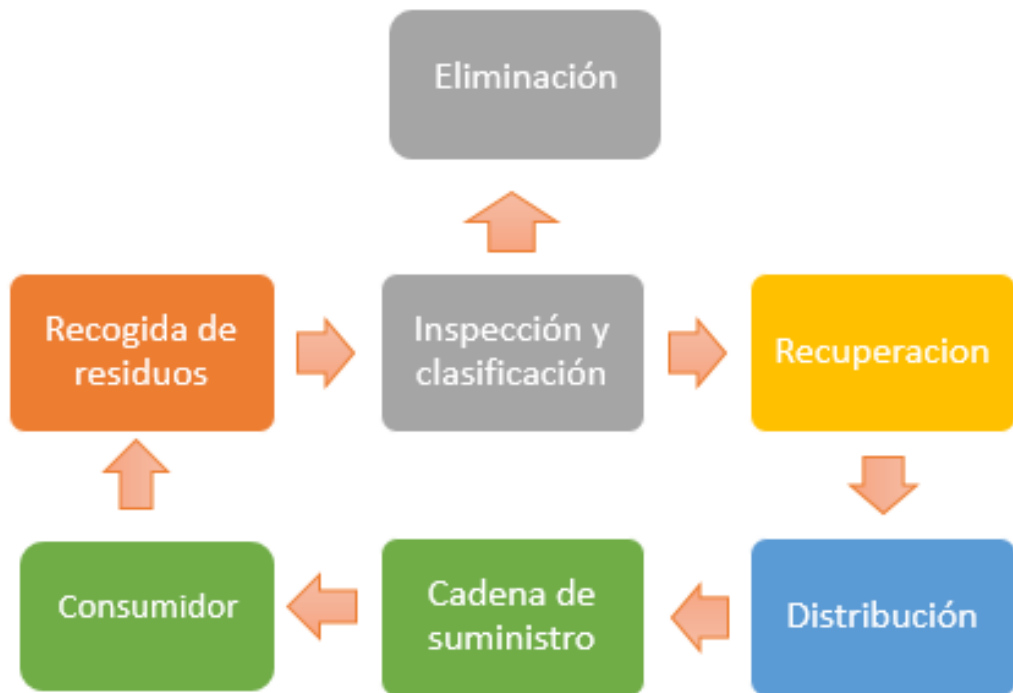 Eliminación
Recogida de
residuos
Inspección y
clasificación
Recuperacion
Consumidor
Cadena de
suministro
Distribución